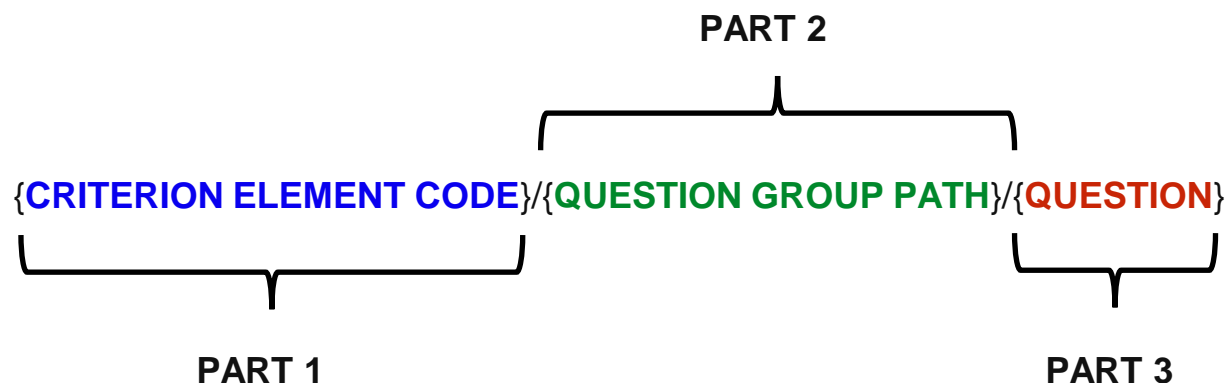 PART 2
{CRITERION ELEMENT CODE}/{QUESTION GROUP PATH}/{QUESTION}
PART 1 PART 3